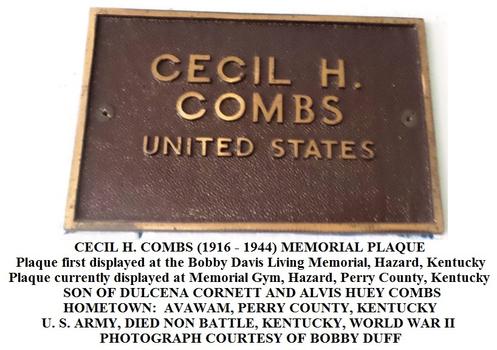 CECIL H.
COMBS
UNITED STATES
CECIL H. COMBS (1916 - 1944) MEMORIAL PLAQUE
Plaque first displayed at the Bobby Davis Living Memorial, Hazard, Kentucky
Plaque currently displayed at Memorial Gym, Hazard, Perry County, Kentucky
SON OF DULCENA CORNETT AND ALVIS HUEY COMBS
HOMETOWN: AVAWAM, PERRY COUNTY, KENTUCKY
U. S. ARMY, DIED NON BATTLE, KENTUCKY, WORLD WAR II
PHOTOGRAPH COURTESY OF BOBBY DUFF